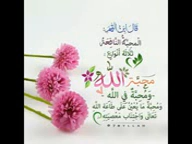 قال ابن القيم
المحبة النافعة
ثلاثة أنواع:
محبة الله
ومحبة في الله
ومحبة ما يعين على طاعة الله
تعالى واجتناب معصيته